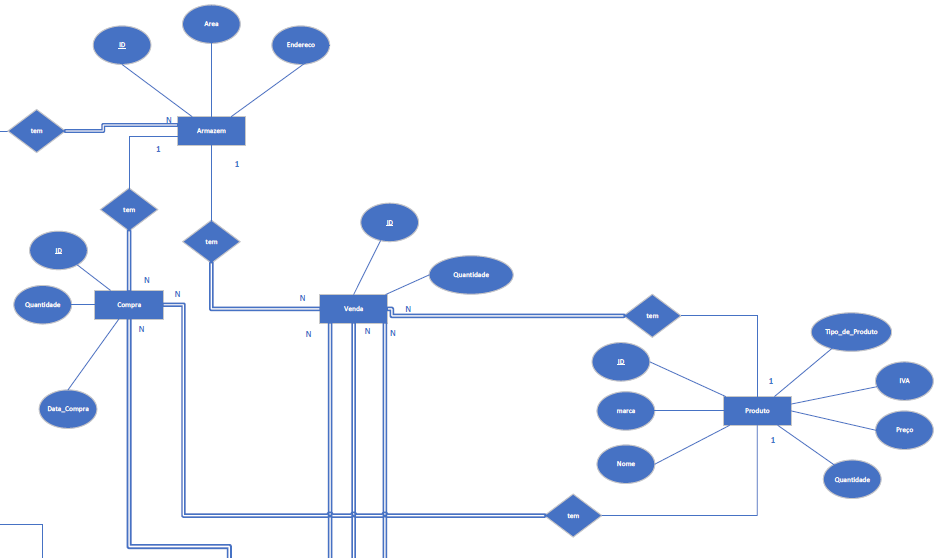 Area
ID
Endereco
N
tem
Armazem
1
1
tem
ID
tem
ID
Quantidade
N
N
N
Quantidade
Compra
Venda
N
tem
N
N
N
N
Tipo_de_Produto
ID
1
IVA
Data_Compra
marca
Produto
Preço
1
Nome
Quantidade
tem